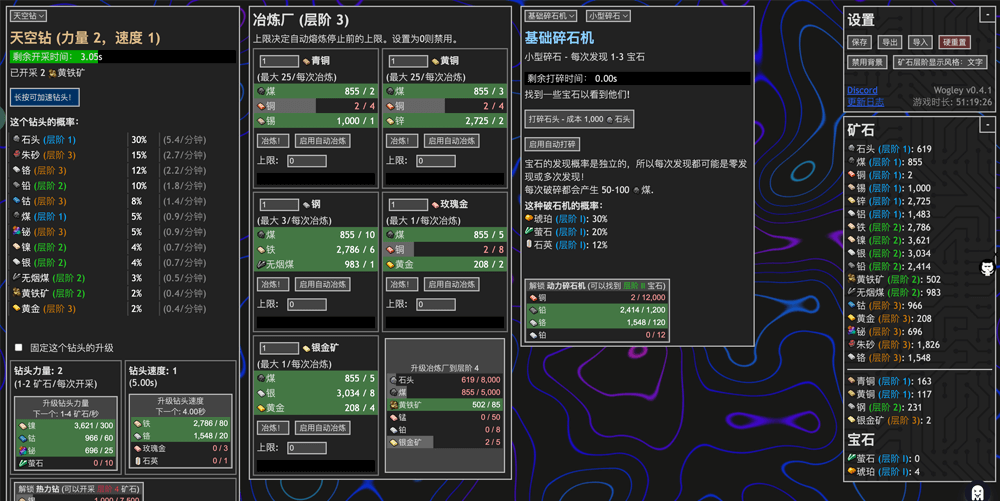 天空钻
天空钻 (力量 2，速度 1)
剩余开采时间： 3.05s
已开采 2 黄铁矿
长按可加速钻头！
这个钻头的概率：
石头 (层阶 1) 30% (5.4/分钟)
朱砂 (层阶 3) 15% (2.7/分钟)
铬 (层阶 3) 12% (2.2/分钟)
铅 (层阶 2) 10% (1.8/分钟)
钴 (层阶 3) 8% (1.4/分钟)
煤 (层阶 1) 5% (0.9/分钟)
铋 (层阶 3) 5% (0.9/分钟)
镍 (层阶 2) 4% (0.7/分钟)
银 (层阶 2) 4% (0.7/分钟)
无烟煤 (层阶 2) 3% (0.5/分钟)
黄铁矿 (层阶 2) 2% (0.4/分钟)
黄金 (层阶 3) 2% (0.4/分钟)
固定这个钻头的升级
钻头力量: 2
(1-2 矿石/每次开采)
升级钻头力量
下一个: 1-4 矿石/秒
镍 3,621 / 300
钴 966 / 60
铋 696 / 25
萤石 0 / 10
钻头速度: 1
(5.00s)
升级钻头速度
下一个: 4.00秒
铁 2,786 / 80
铬 1,548 / 20
玫瑰金 0 / 3
石英 0 / 1
解锁 热力钻 (可以开采 层阶 4 矿石)
冶炼厂 (层阶 3)
上限决定自动熔炼停止前的上限。设置为0则禁用。
1 青铜
(最大 25/每次冶炼)
煤 855 / 2
铜 2 / 4
锡 1,000 / 1
冶炼！ 启用自动冶炼
上限： 0
1 黄铜
(最大 25/每次冶炼)
煤 855 / 3
铜 2 / 4
锌 2,725 / 2
冶炼！ 启用自动冶炼
上限： 0
1 钢
(最大 3/每次冶炼)
煤 855 / 10
铁 2,786 / 6
无烟煤 983 / 1
冶炼！ 启用自动冶炼
上限： 0
1 玫瑰金
(最大 1/每次冶炼)
煤 855 / 5
铜 2 / 8
黄金 208 / 2
冶炼！ 启用自动冶炼
上限： 0
1 银金矿
(最大 1/每次冶炼)
煤 855 / 5
银 3,034 / 8
黄金 208 / 4
冶炼！ 启用自动冶炼
上限： 0
升级冶炼厂到层阶 4
石头 619 / 8,000
煤 855 / 5,000
黄铁矿 502 / 85
锰 0 / 50
铂 0 / 8
银金矿 2 / 5
基础碎石机 小型碎石
基础碎石机
小型碎石 - 每次发现 1-3 宝石
剩余打碎时间： 0.00s
找到一些宝石以看到他们！
打碎石头 - 成本 1,000 石头
启用自动打碎
宝石的发现概率是独立的，所以每次发现都可能是零发
现或多次发现！
每次破碎都会产生 50-100 煤.
这种破石机的概率：
琥珀 (层阶 I): 30%
萤石 (层阶 I): 20%
石英 (层阶 I): 12%
解锁 动力碎石机 (可以找到 层阶 II 宝石)
铜 2 / 12,000
铅 2,414 / 1,200
铬 1,548 / 120
铂 0 / 12
设置
-
保存 导出 导入 硬重置
禁用背景 矿石层阶显示风格：文字
Discord Wogley v0.4.1
更新日志 游戏时长: 51:19:26
矿石
-
石头 (层阶 1): 619
煤 (层阶 1): 855
铜 (层阶 1): 2
锡 (层阶 1): 1,000
锌 (层阶 1): 2,725
铝 (层阶 1): 1,483
铁 (层阶 2): 2,786
镍 (层阶 2): 3,621
银 (层阶 2): 3,034
铅 (层阶 2): 2,414
黄铁矿 (层阶 2): 502
无烟煤 (层阶 2): 983
钴 (层阶 3): 966
黄金 (层阶 3): 208
铋 (层阶 3): 696
朱砂 (层阶 3): 1,826
铬 (层阶 3): 1,548
青铜 (层阶 1): 163
黄铜 (层阶 1): 117
钢 (层阶 2): 231
银金矿 (层阶 3): 2
宝石
萤石 (层阶 I): 0
琥珀 (层阶 I): 4